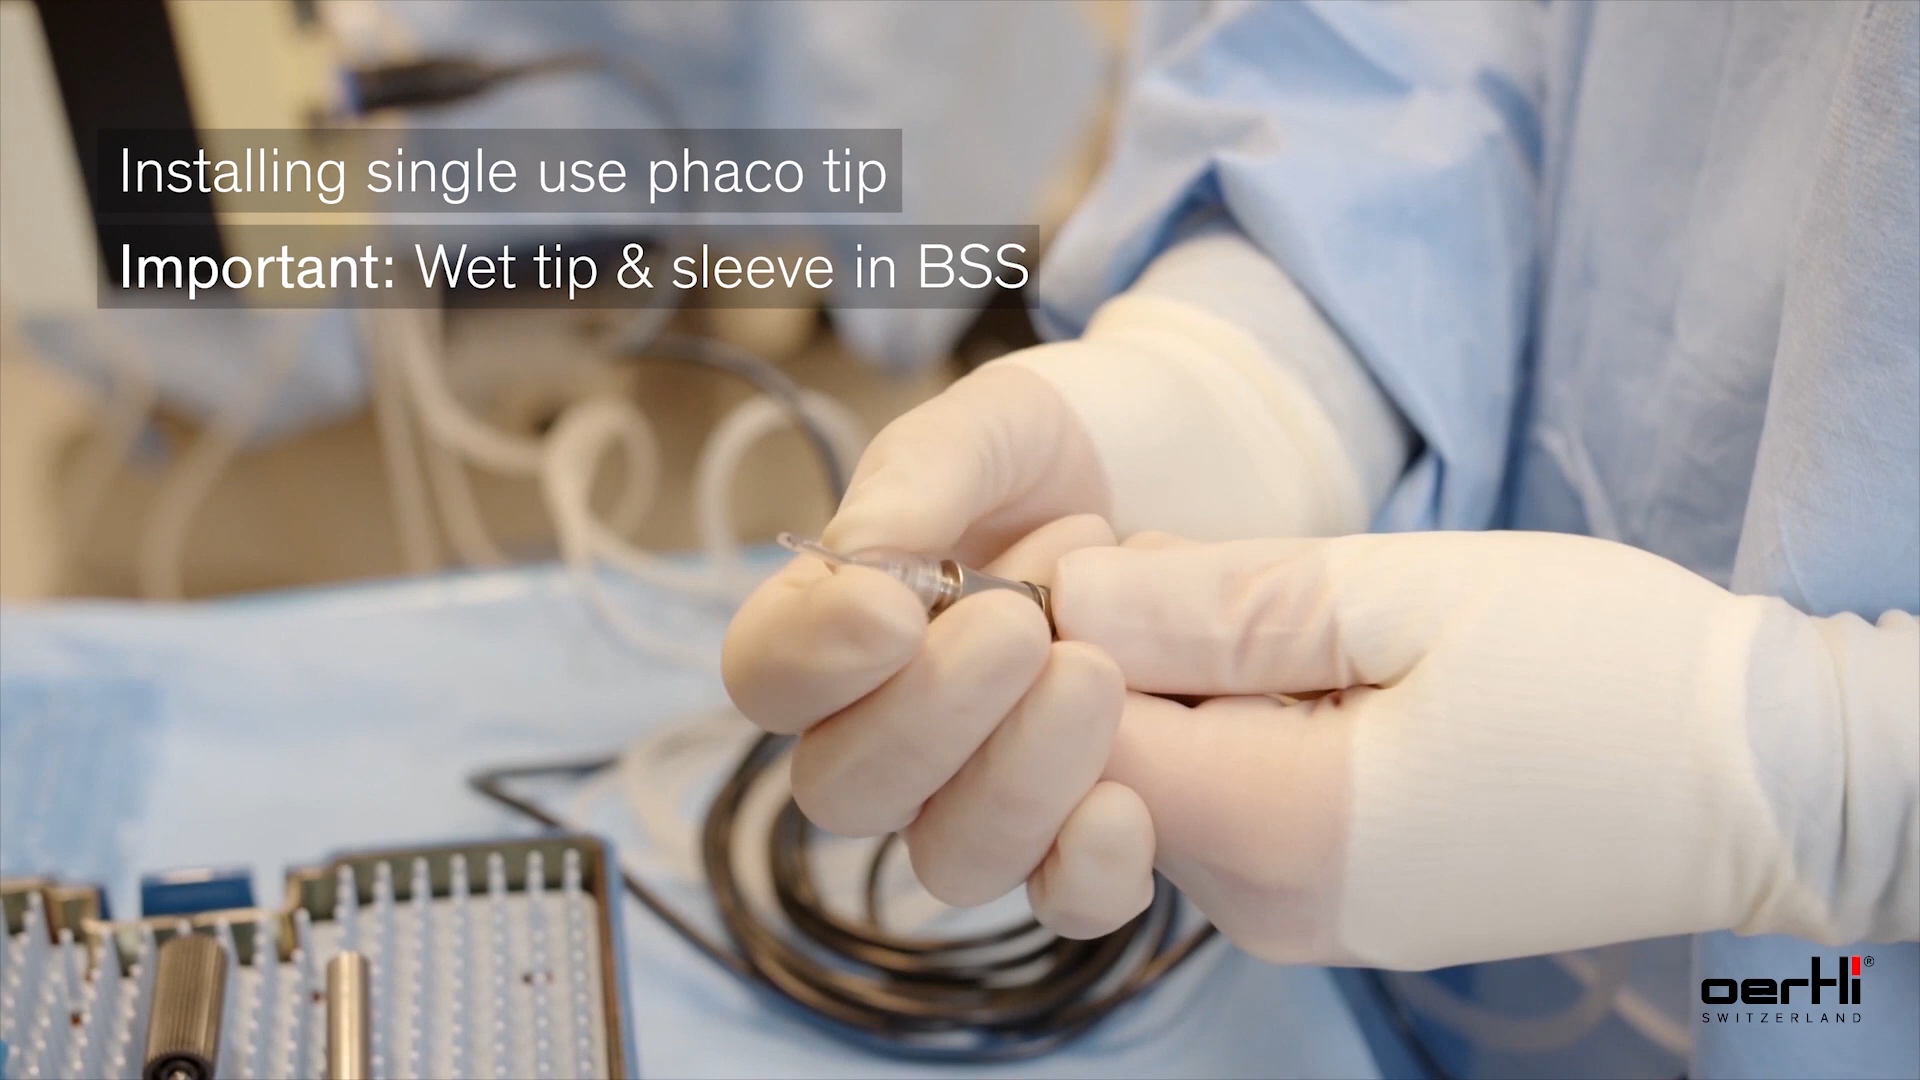 Installing single use phaco tip
Important: Wet tip & sleeve in BSS
oertli®
SWITZERLAND